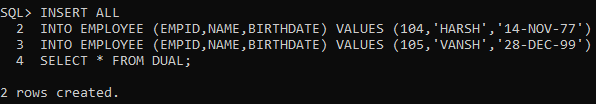 SQL> INSERT ALL
2 INTO EMPLOYEE (EMPID,NAME,BIRTHDATE) VALUES (104,'HARSH','14-NOV-77')
3 INTO EMPLOYEE (EMPID,NAME,BIRTHDATE) VALUES (105,'VANSH','28-DEC-99')
4 SELECT * FROM DUAL;
2 rows created.